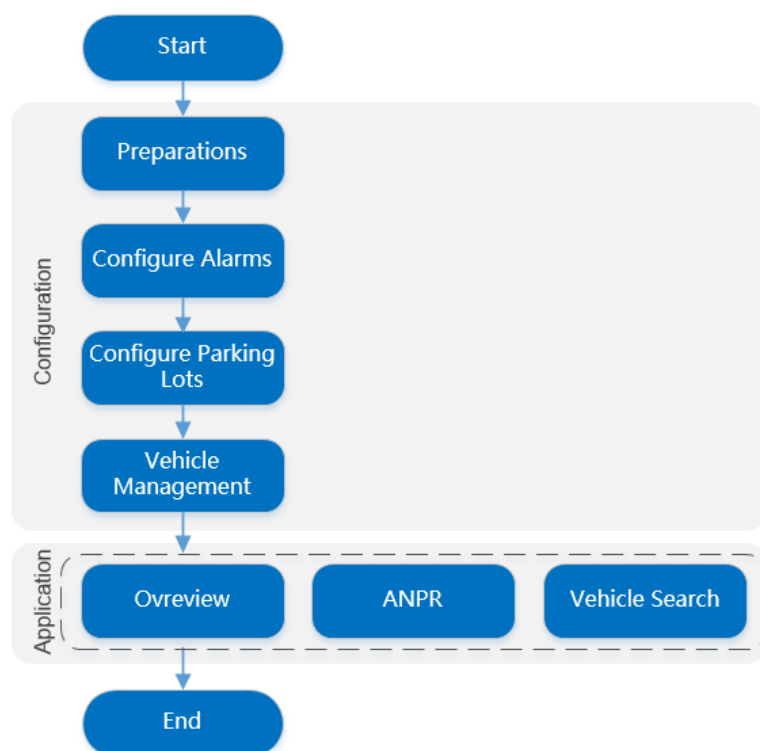 Start
Configuration
Preparations
Configure Alarms
Configure Parking
Lots
Vehicle
Management
Application
Ovreview
ANPR
Vehicle Search
End